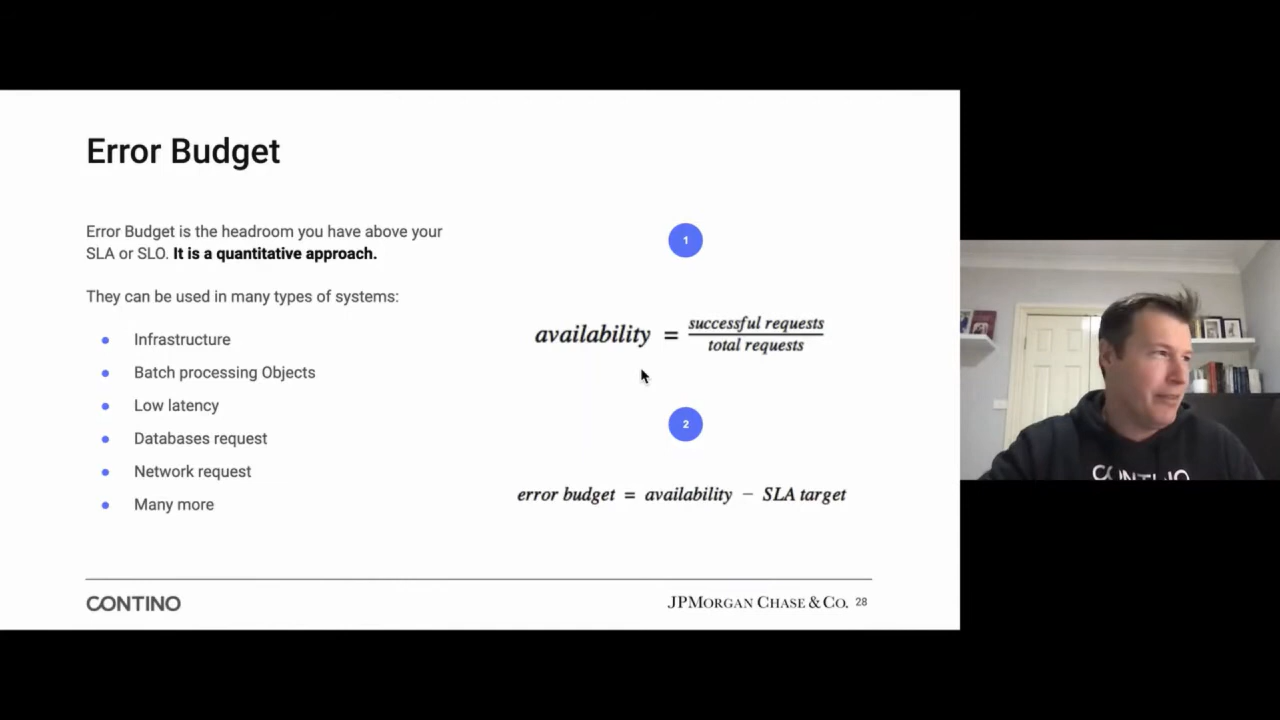 Error Budget
Error Budget is the headroom you have above your
SLA or SLO. It is a quantitative approach.
They can be used in many types of systems:
Infrastructure
Batch processing Objects
Low latency
Databases request
Network request
Many more
1
availability = successful requests / total requests
2
error budget = availability − SLA target
CONTINO
JPMORGAN CHASE & CO. 28
CONTINO